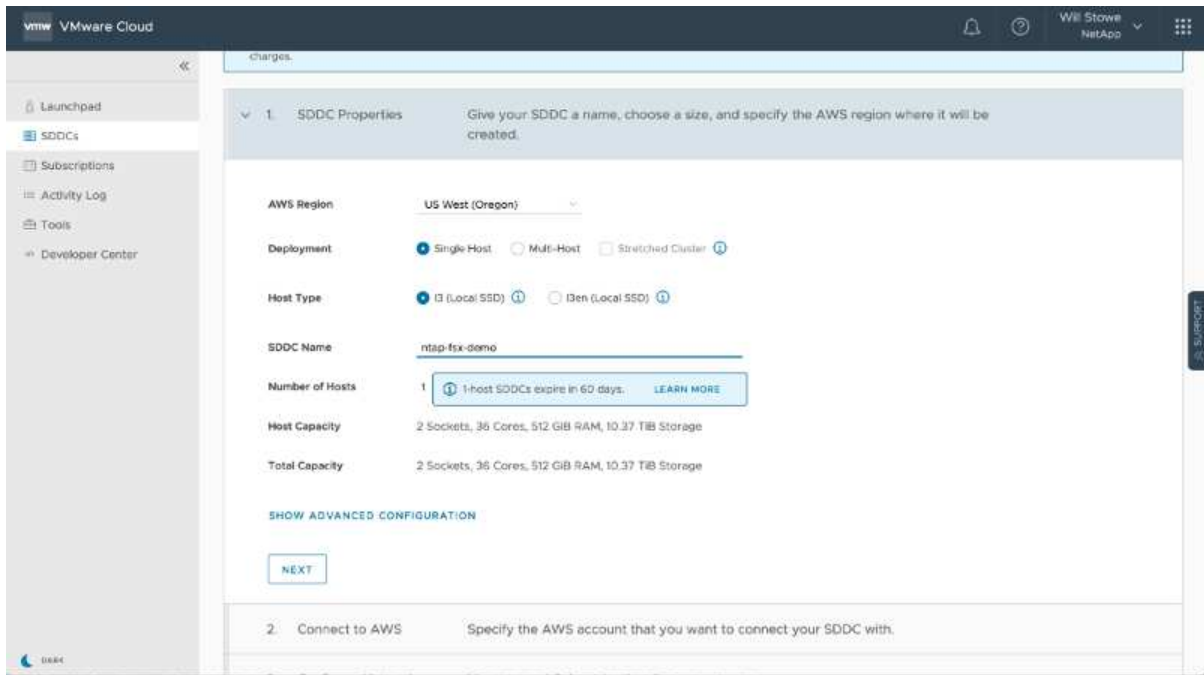 vmw VMware Cloud
Will Stowe
NetApp
charges.
Launchpad
SDDCs
Subscriptions
Activity Log
Tools
Developer Center
1. SDDC Properties Give your SDDC a name, choose a size, and specify the AWS region where it will be
created.
AWS Region US West (Oregon)
Deployment Single Host Multi-Host Stretched Cluster
Host Type I3 (Local SSD) I3en (Local SSD)
SDDC Name ntap-fsx-demo
Number of Hosts 1 1-host SDDCs expire in 60 days. LEARN MORE
Host Capacity 2 Sockets, 36 Cores, 512 GiB RAM, 10.37 TiB Storage
Total Capacity 2 Sockets, 36 Cores, 512 GiB RAM, 10.37 TiB Storage
SHOW ADVANCED CONFIGURATION
NEXT
2. Connect to AWS Specify the AWS account that you want to connect your SDDC with.
DARK
SUPPORT